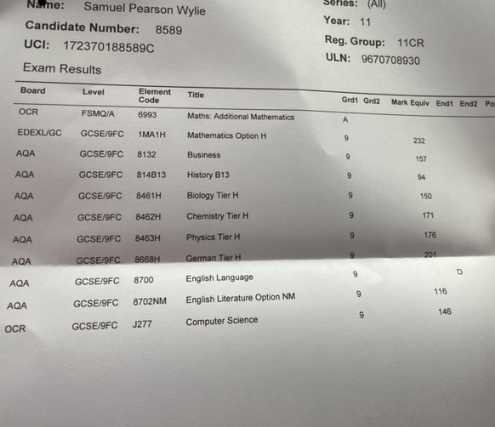 Name: Samuel Pearson Wylie
Series: (All)
Candidate Number: 8589
Year: 11
UCI: 172370188589C
Reg. Group: 11CR
ULN: 9670708930
Exam Results
Board Level Element Code Title Grd1 Grd2 Mark Equiv End1 End2 Po
OCR FSMQ/A 6993 Maths: Additional Mathematics A
EDEXL/GC GCSE/9FC 1MA1H Mathematics Option H 9 232
AQA GCSE/9FC 8132 Business 9 157
AQA GCSE/9FC 814B13 History B13 9 94
AQA GCSE/9FC 8461H Biology Tier H 9 150
AQA GCSE/9FC 8462H Chemistry Tier H 9 171
AQA GCSE/9FC 8463H Physics Tier H 9 176
AQA GCSE/9FC 8668H German Tier H 9 201
AQA GCSE/9FC 8700 English Language 9 D
AQA GCSE/9FC 8702NM English Literature Option NM 9 116
OCR GCSE/9FC J277 Computer Science 9 146